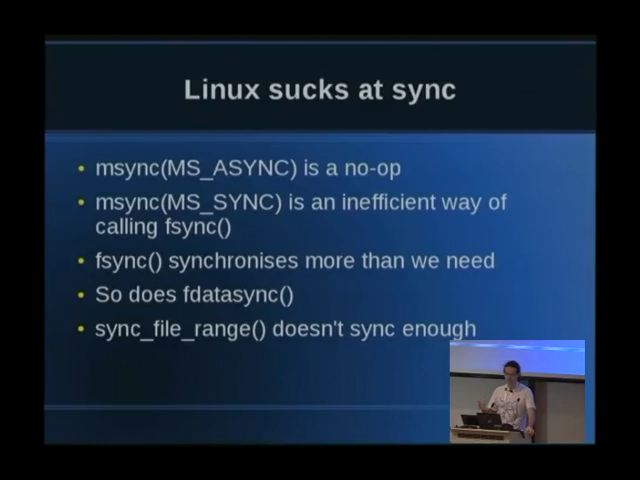 Linux sucks at sync
• msync(MS_ASYNC) is a no-op
• msync(MS_SYNC) is an inefficient way of
calling fsync()
• fsync() synchronises more than we need
• So does fdatasync()
• sync_file_range() doesn't sync enough